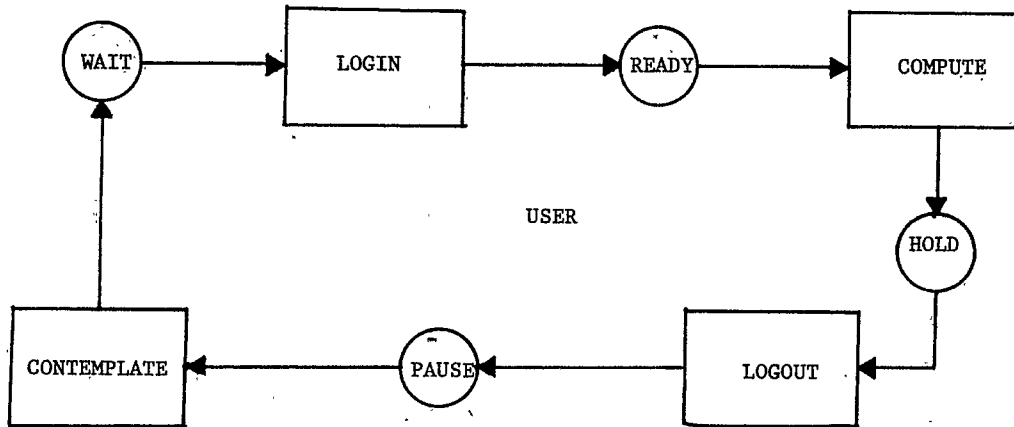 WAIT
LOGIN
READY
COMPUTE
USER
HOLD
CONTEMPLATE
PAUSE
LOGOUT